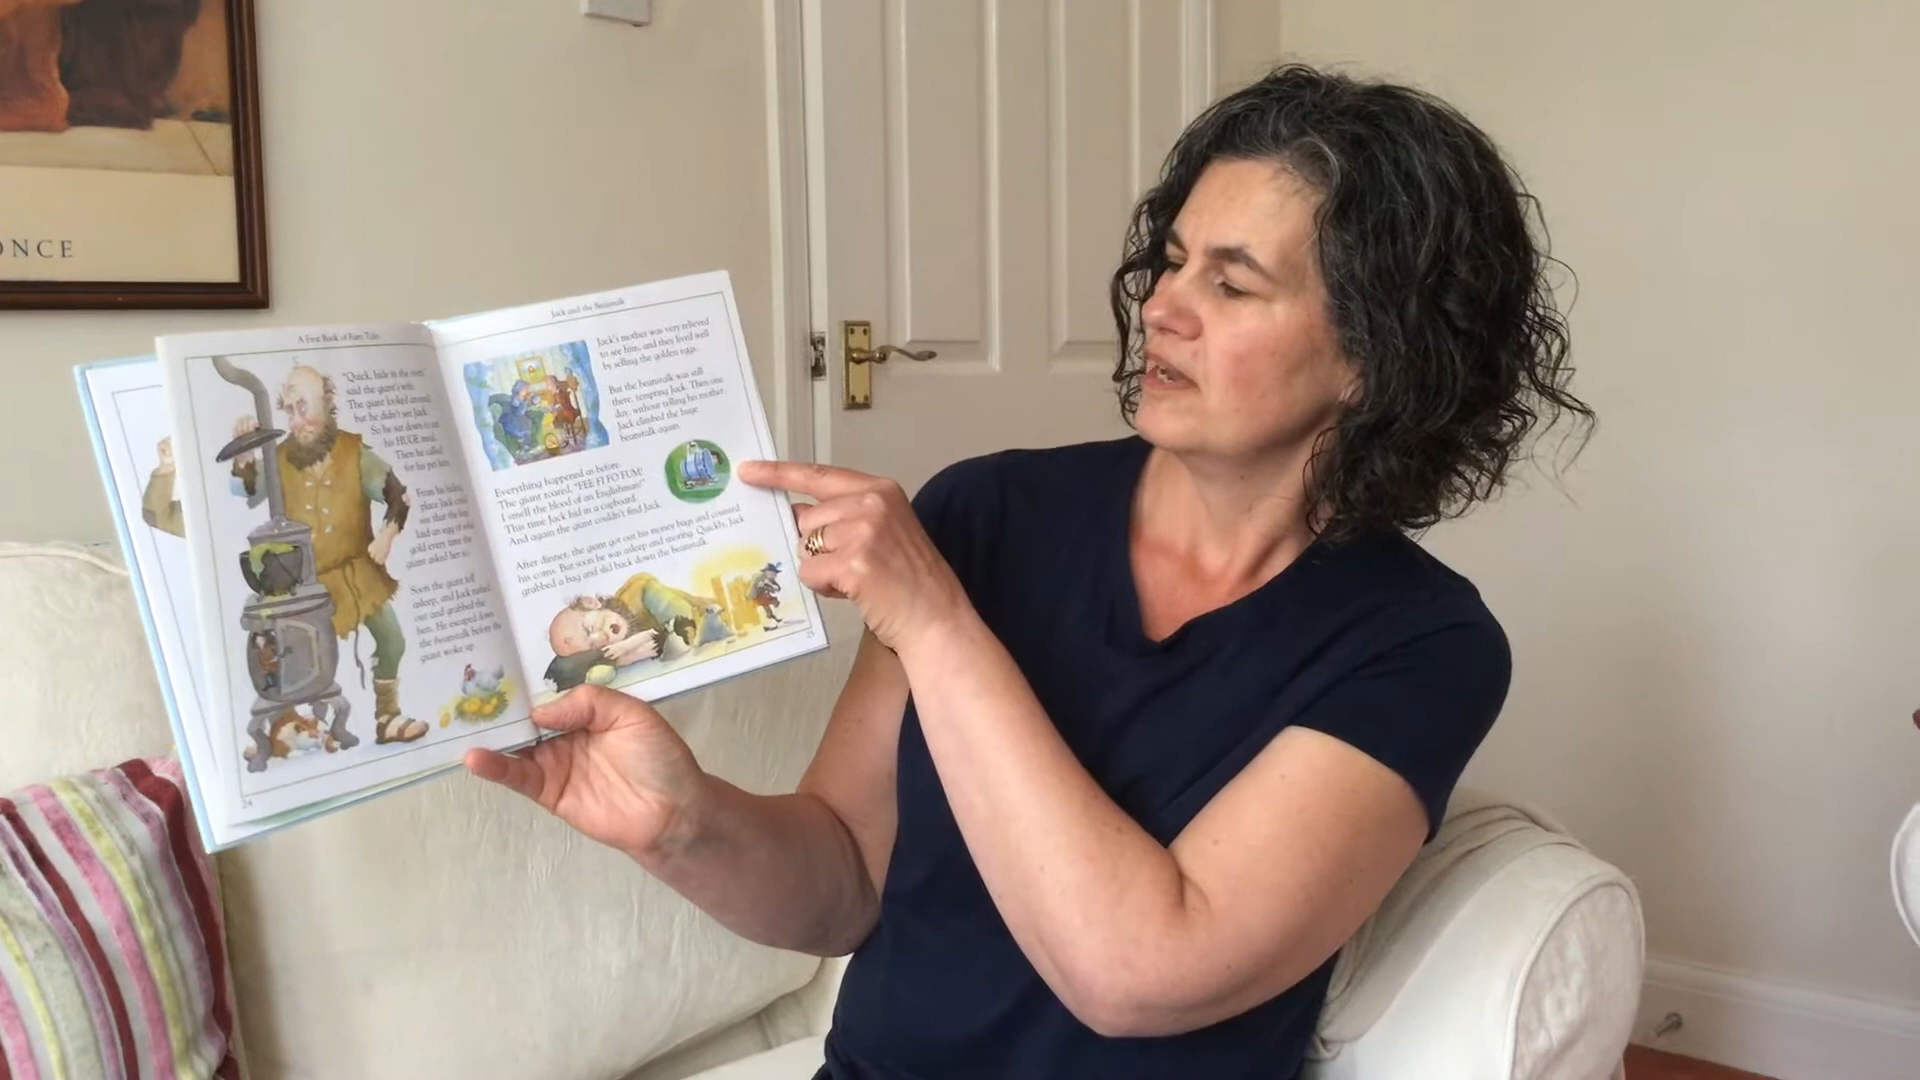 ONCE
A First Book of Fairy Tales
"Quick, hide in the oven,"
said the giant's wife.
The giant looked around,
but he didn't see Jack.
So he sat down to eat
his HUGE meal.
Then he called
for his pet hen.
From his hiding
place Jack could
see that the hen
laid an egg of solid
gold every time the
giant asked her to.
Soon the giant fell
asleep, and Jack rushed
out and grabbed the
hen. He escaped down
the beanstalk before the
giant woke up.
24
Jack and the Beanstalk
Jack's mother was very relieved
to see him, and they lived well
by selling the golden eggs.
But the beanstalk was still
there, tempting Jack. Then one
day, without telling his mother,
Jack climbed the huge
beanstalk again.
Everything happened as before.
The giant roared, "FEE FI FO FUM!
I smell the blood of an Englishman!"
This time Jack hid in a cupboard.
And again the giant couldn't find Jack.
After dinner, the giant got out his money bags and counted
his coins. But soon he was asleep and snoring. Quickly, Jack
grabbed a bag and slid back down the beanstalk.
25